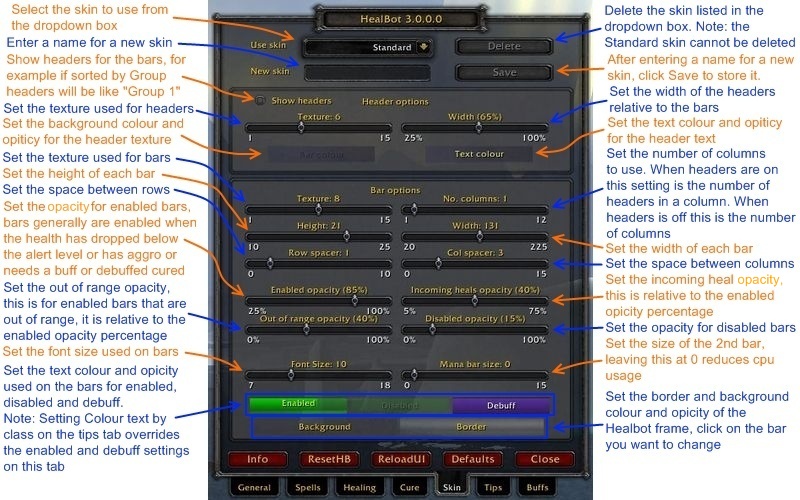 Select the skin to use from
the dropdown box
Enter a name for a new skin
Show headers for the bars, for
example if sorted by Group
headers will be like "Group 1"
Set the texture used for headers
Set the background colour and
opiticy for the header texture
Set the texture used for bars
Set the height of each bar
Set the space between rows
Set the opacity for enabled bars,
bars generally are enabled when
the health has dropped below
the alert level or has aggro or
needs a buff or debuffed cured
Set the out of range opacity,
this is for enabled bars that are
out of range, it is relative to the
enabled opacity percentage
Set the font size used on bars
Set the text colour and opicity
used on the bars for enabled,
disabled and debuff.
Note: Setting Colour text by
class on the tips tab overrides
the enabled and debuff settings
on this tab
HealBot 3.0.0.0
Use skin Standard Delete
New skin Save
Show headers Header options
Texture: 6 Width (65%)
1 15 25% 100%
Bar colour Text colour
Bar options
Texture: 8 No. columns: 1
1 15 1 12
Height: 21 Width: 131
10 25 20 225
Row spacer: 1 Col spacer: 3
0 10 0 15
Enabled opacity (85%) Incoming heals opacity (40%)
25% 100% 5% 75%
Out of range opacity (40%) Disabled opacity (15%)
0% 100% 0% 100%
Font Size: 10 Mana bar size: 0
7 18 0 15
Enabled Disabled Debuff
Background Border
Info ResetHB ReloadUI Defaults Close
General Spells Healing Cure Skin Tips Buffs
Delete the skin listed in the
dropdown box. Note: the
Standard skin cannot be deleted
After entering a name for a new
skin, click Save to store it.
Set the width of the headers
relative to the bars
Set the text colour and opiticy
for the header text
Set the number of columns
to use. When headers are on
this setting is the number of
headers in a column. When
headers is off this is the number
of columns
Set the width of each bar
Set the space between columns
Set the incoming heal opacity,
this is relative to the enabled
opicity percentage
Set the opacity for disabled bars
Set the size of the 2nd bar,
leaving this at 0 reduces cpu
usage
Set the border and background
colour and opicity of the
Healbot frame, click on the bar
you want to change